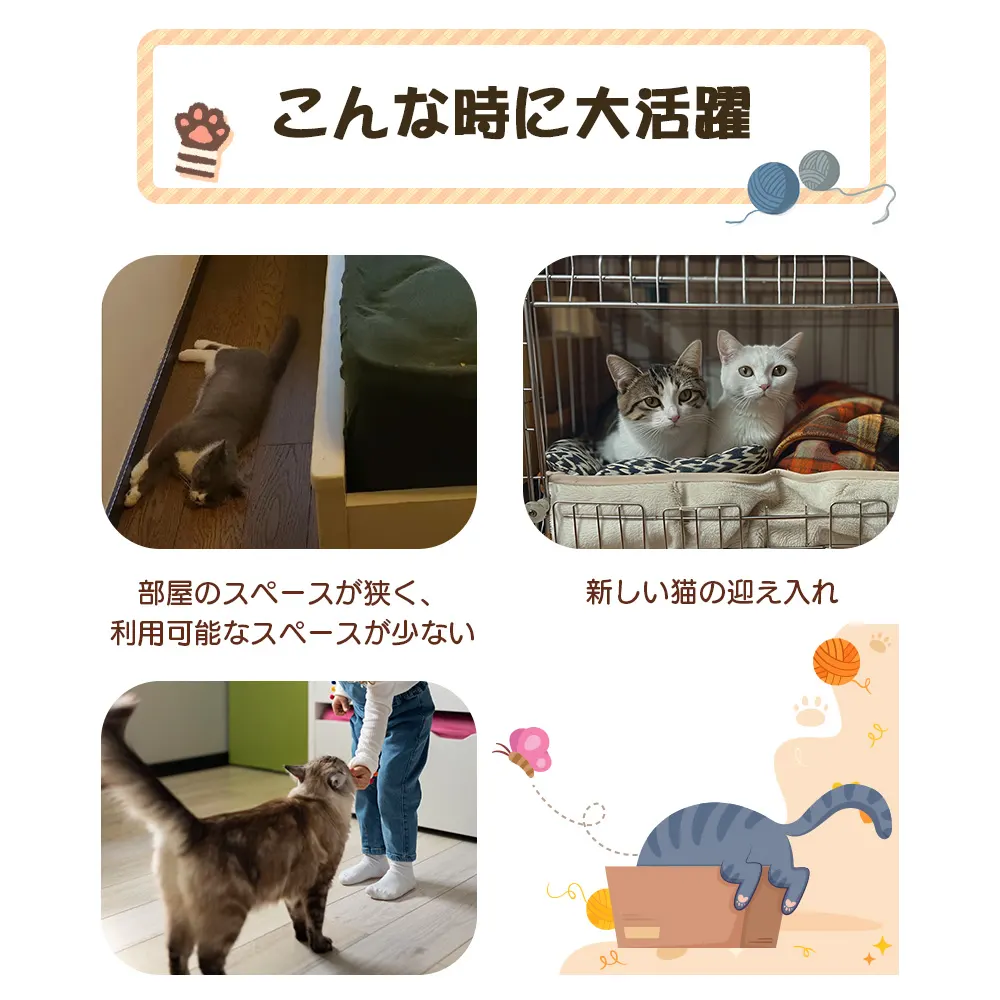 こんな時に大活躍
部屋のスペースが狭く、
利用可能なスペースが少ない
新しい猫の迎え入れ